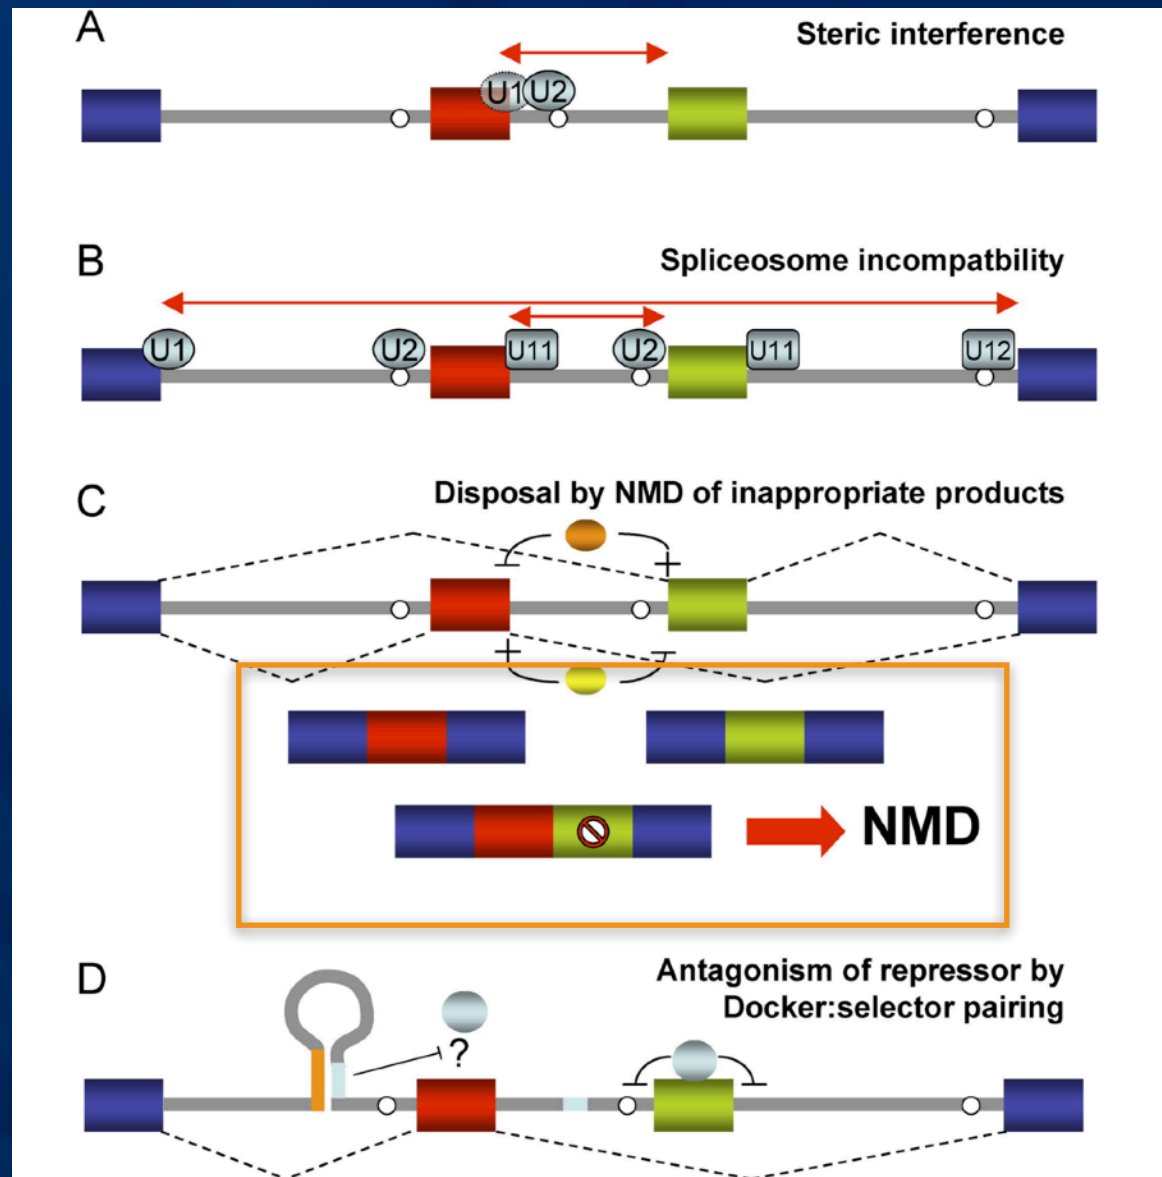 A
Steric interference
U1 U2
B
Spliceosome incompatbility
U1 U2 U11 U2 U11 U12
C
Disposal by NMD of inappropriate products
NMD
D
Antagonism of repressor by
Docker:selector pairing
?